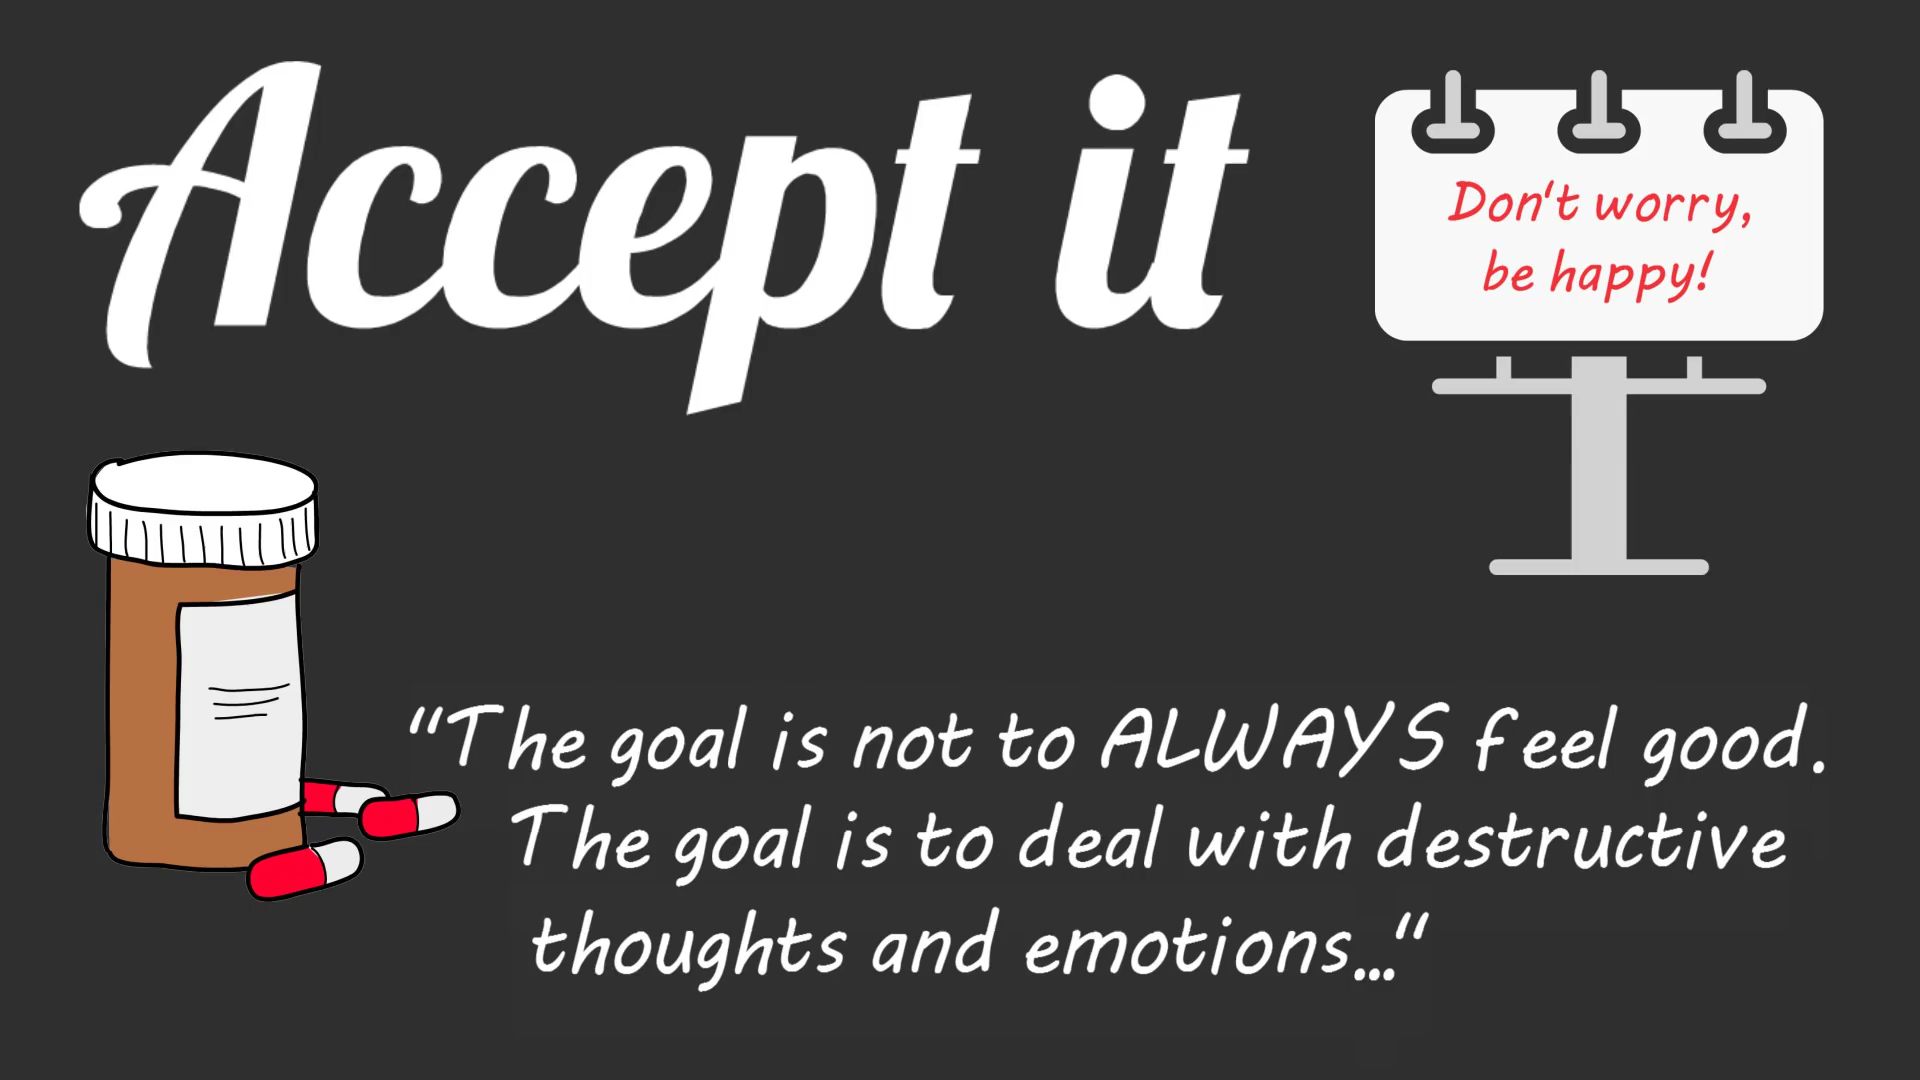 Accept it
Don't worry,
be happy!
“The goal is not to ALWAYS feel good.
The goal is to deal with destructive
thoughts and emotions...“